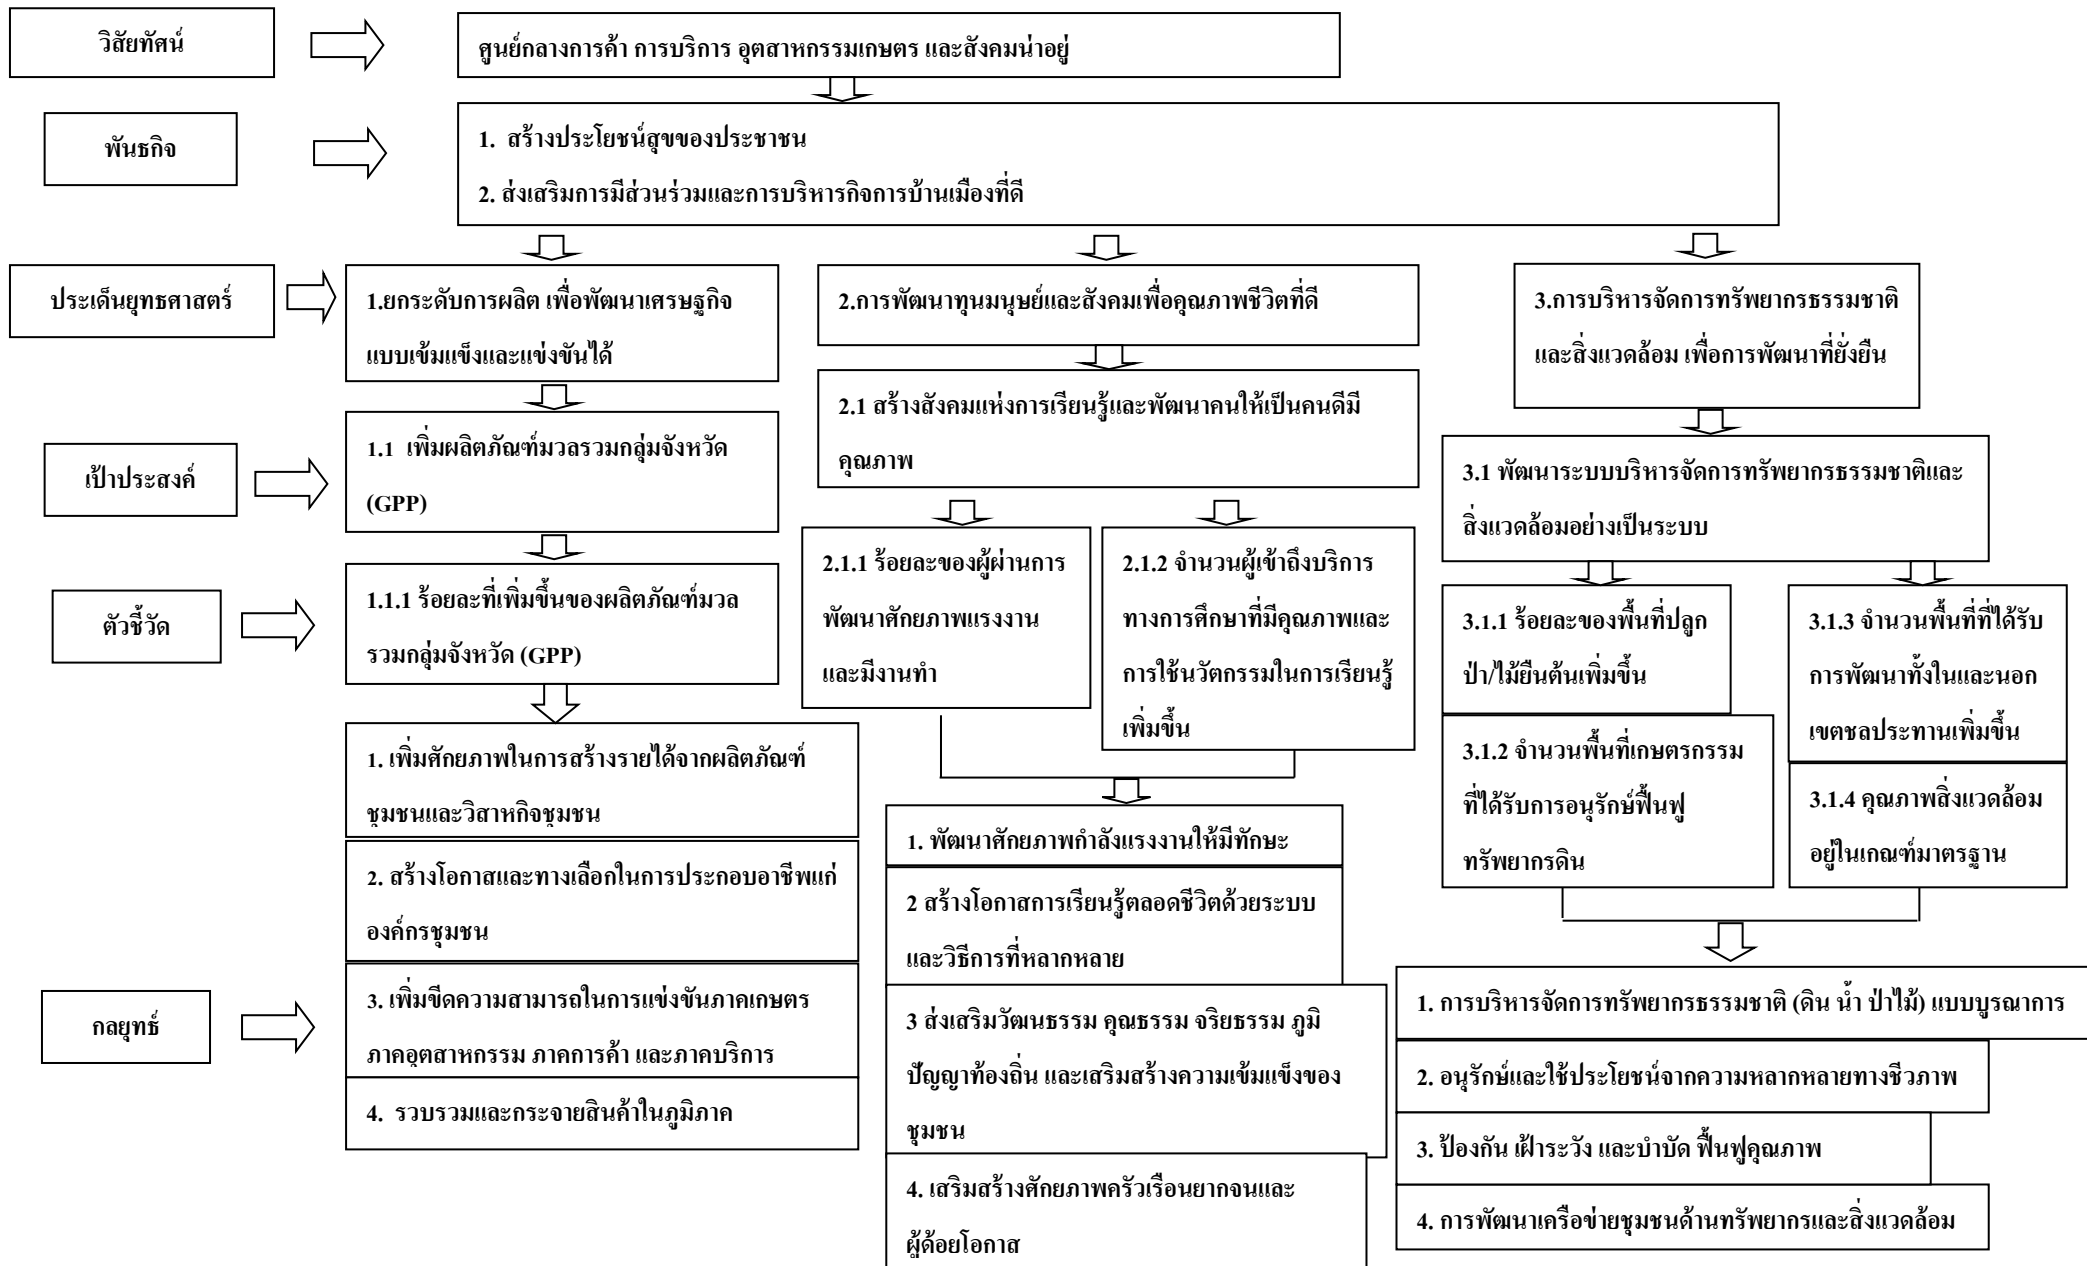 วิสัยทัศน์
ศูนย์กลางการค้า การบริการ อุตสาหกรรมเกษตร และสังคมน่าอยู่
พันธกิจ
1. สร้างประโยชน์สุขของประชาชน
2. ส่งเสริมการมีส่วนร่วมและการบริหารกิจการบ้านเมืองที่ดี
ประเด็นยุทธศาสตร์
1.ยกระดับการผลิต เพื่อพัฒนาเศรษฐกิจ
แบบเข้มแข็งและแข่งขันได้
2.การพัฒนาทุนมนุษย์และสังคมเพื่อคุณภาพชีวิตที่ดี
3.การบริหารจัดการทรัพยากรธรรมชาติ
และสิ่งแวดล้อม เพื่อการพัฒนาที่ยั่งยืน
เป้าประสงค์
1.1 เพิ่มผลิตภัณฑ์มวลรวมกลุ่มจังหวัด
(GPP)
2.1 สร้างสังคมแห่งการเรียนรู้และพัฒนาคนให้เป็นคนดีมี
คุณภาพ
3.1 พัฒนาระบบบริหารจัดการทรัพยากรธรรมชาติและ
สิ่งแวดล้อมอย่างเป็นระบบ
ตัวชี้วัด
1.1.1 ร้อยละที่เพิ่มขึ้นของผลิตภัณฑ์มวล
รวมกลุ่มจังหวัด (GPP)
2.1.1 ร้อยละของผู้ผ่านการ
พัฒนาศักยภาพแรงงาน
และมีงานทำ
2.1.2 จำนวนผู้เข้าถึงบริการ
ทางการศึกษาที่มีคุณภาพและ
การใช้นวัตกรรมในการเรียนรู้
เพิ่มขึ้น
3.1.1 ร้อยละของพื้นที่ปลูก
ป่า/ไม้ยืนต้นเพิ่มขึ้น
3.1.2 จำนวนพื้นที่เกษตรกรรม
ที่ได้รับการอนุรักษ์ฟื้นฟู
ทรัพยากรดิน
3.1.3 จำนวนพื้นที่ที่ได้รับ
การพัฒนาทั้งในและนอก
เขตชลประทานเพิ่มขึ้น
3.1.4 คุณภาพสิ่งแวดล้อม
อยู่ในเกณฑ์มาตรฐาน
กลยุทธ์
1. เพิ่มศักยภาพในการสร้างรายได้จากผลิตภัณฑ์
ชุมชนและวิสาหกิจชุมชน
2. สร้างโอกาสและทางเลือกในการประกอบอาชีพแก่
องค์กรชุมชน
3. เพิ่มขีดความสามารถในการแข่งขันภาคเกษตร
ภาคอุตสาหกรรม ภาคการค้า และภาคบริการ
4. รวบรวมและกระจายสินค้าในภูมิภาค
1. พัฒนาศักยภาพกำลังแรงงานให้มีทักษะ
2 สร้างโอกาสการเรียนรู้ตลอดชีวิตด้วยระบบ
และวิธีการที่หลากหลาย
3 ส่งเสริมวัฒนธรรม คุณธรรม จริยธรรม ภูมิ
ปัญญาท้องถิ่น และเสริมสร้างความเข้มแข็งของ
ชุมชน
4. เสริมสร้างศักยภาพครัวเรือนยากจนและ
ผู้ด้อยโอกาส
1. การบริหารจัดการทรัพยากรธรรมชาติ (ดิน น้ำ ป่าไม้) แบบบูรณาการ
2. อนุรักษ์และใช้ประโยชน์จากความหลากหลายทางชีวภาพ
3. ป้องกัน เฝ้าระวัง และบำบัด ฟื้นฟูคุณภาพ
4. การพัฒนาเครือข่ายชุมชนด้านทรัพยากรและสิ่งแวดล้อม